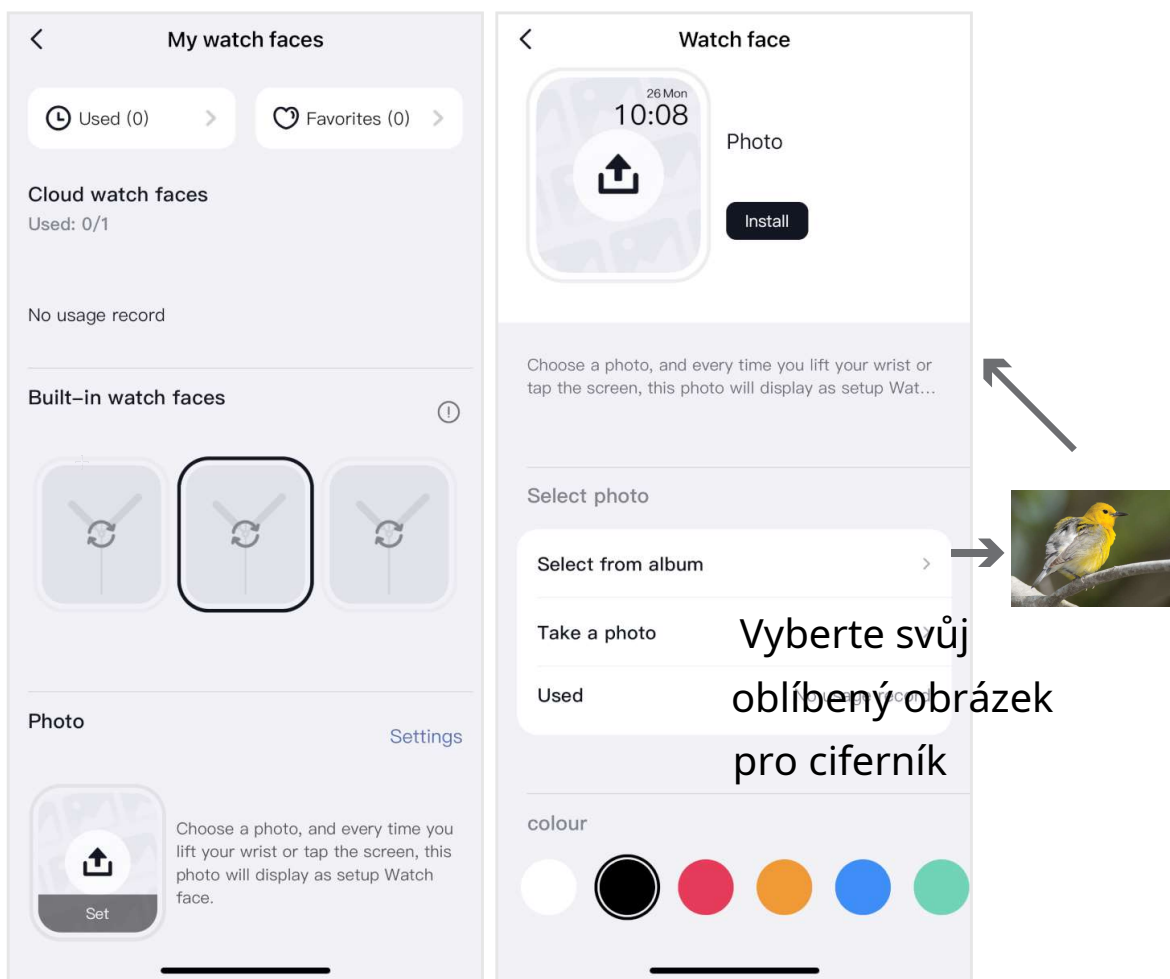 My watch faces
Used (0)
Favorites (0)
Cloud watch faces
Used: 0/1
No usage record
Built-in watch faces
Photo
Settings
Choose a photo, and every time you
lift your wrist or tap the screen, this
photo will display as setup Watch
face.
Set
Watch face
26 Mon
10:08
Photo
Install
Choose a photo, and every time you lift your wrist or
tap the screen, this photo will display as setup Wat...
Select photo
Select from album
Take a photo
Used
No usage record
Vyberte svůj
oblíbený obrázek
pro ciferník
colour